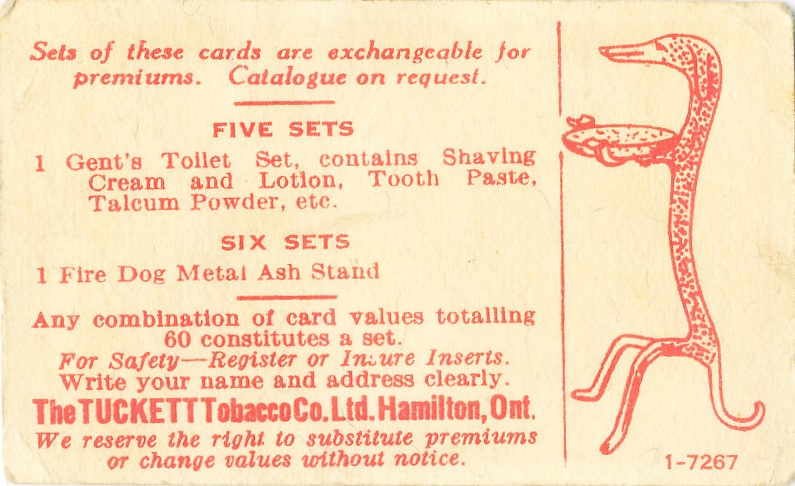 Sets of these cards are exchangeable for
premiums. Catalogue on request.
FIVE SETS
1 Gent's Toilet Set, contains Shaving
Cream and Lotion, Tooth Paste,
Talcum Powder, etc.
SIX SETS
1 Fire Dog Metal Ash Stand
Any combination of card values totalling
60 constitutes a set.
For Safety—Register or Insure Inserts.
Write your name and address clearly.
The TUCKETT Tobacco Co. Ltd. Hamilton, Ont.
We reserve the right to substitute premiums
or change values without notice.
1-7267